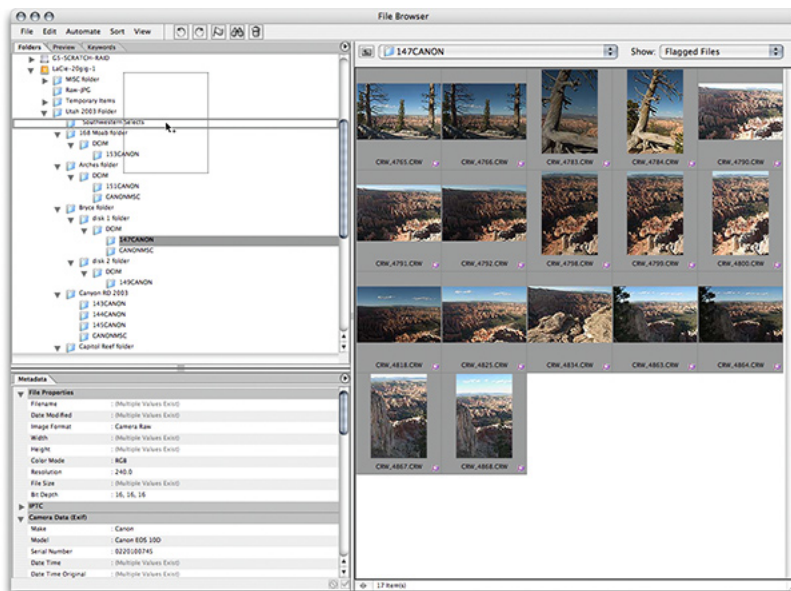 File Browser
File Edit Automate Sort View
Folders Preview Keywords
147CANON
Show: Flagged Files
G5-SCRATCH-RAID
LaCie-20gig-1
MISC folder
Raw-JPG
Temporary Items
Utah 2003 Folder
Southwestern Selects
168 Moab folder
DCIM
153CANON
Arches folder
DCIM
151CANON
CANONMSC
Bryce folder
disk 1 folder
DCIM
147CANON
CANONMSC
disk 2 folder
DCIM
149CANON
Canyon RD 2003
143CANON
144CANON
145CANON
CANONMSC
Capitol Reef folder
Metadata
File Properties
Filename : (Multiple Values Exist)
Date Modified : (Multiple Values Exist)
Image Format : Camera Raw
Width : (Multiple Values Exist)
Height : (Multiple Values Exist)
Color Mode : RGB
Resolution : 240.0
File Size : (Multiple Values Exist)
Bit Depth : 16, 16, 16
IPTC
Camera Data (Exif)
Make : Canon
Model : Canon EOS 10D
Serial Number : 0220100745
Date Time : (Multiple Values Exist)
Date Time Original : (Multiple Values Exist)
CRW_4765.CRW CRW_4766.CRW CRW_4783.CRW CRW_4784.CRW CRW_4790.CRW
CRW_4791.CRW CRW_4792.CRW CRW_4798.CRW CRW_4799.CRW CRW_4800.CRW
CRW_4818.CRW CRW_4825.CRW CRW_4834.CRW CRW_4863.CRW CRW_4864.CRW
CRW_4867.CRW CRW_4868.CRW
17 Item(s)